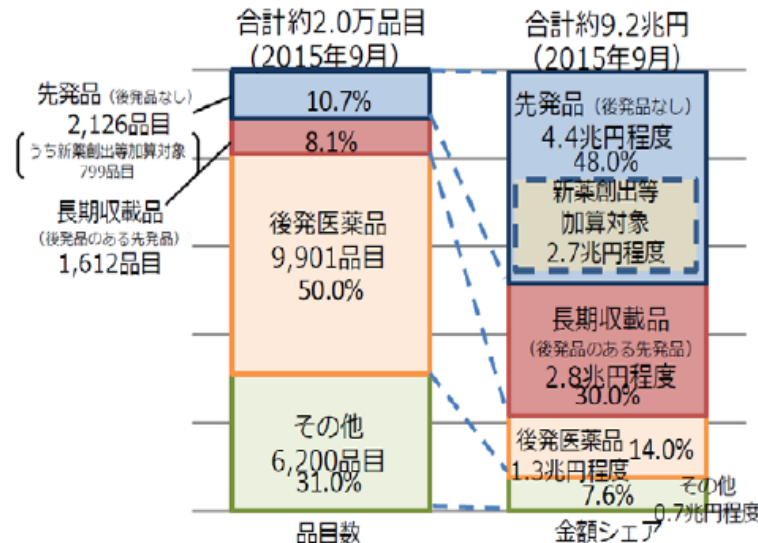 合計約2.0万品目
(2015年9月)
先発品（後発品なし）
2,126品目
うち新薬創出等加算対象
799品目
長期収載品
(後発品のある先発品)
1,612品目
10.7%
8.1%
後発医薬品
9,901品目
50.0%
その他
6,200品目
31.0%
品目数
合計約9.2兆円
(2015年9月)
先発品（後発品なし）
4.4兆円程度
48.0%
新薬創出等
加算対象
2.7兆円程度
長期収載品
（後発品のある先発品）
2.8兆円程度
30.0%
後発医薬品 14.0%
1.3兆円程度
7.6%
その他
0.7兆円程度
金額シェア